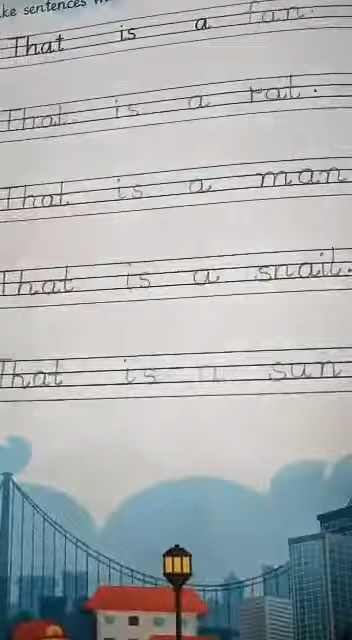 ke sentences
That is a fan.
That is a rat.
That is a man
That is a snail.
That is a sun